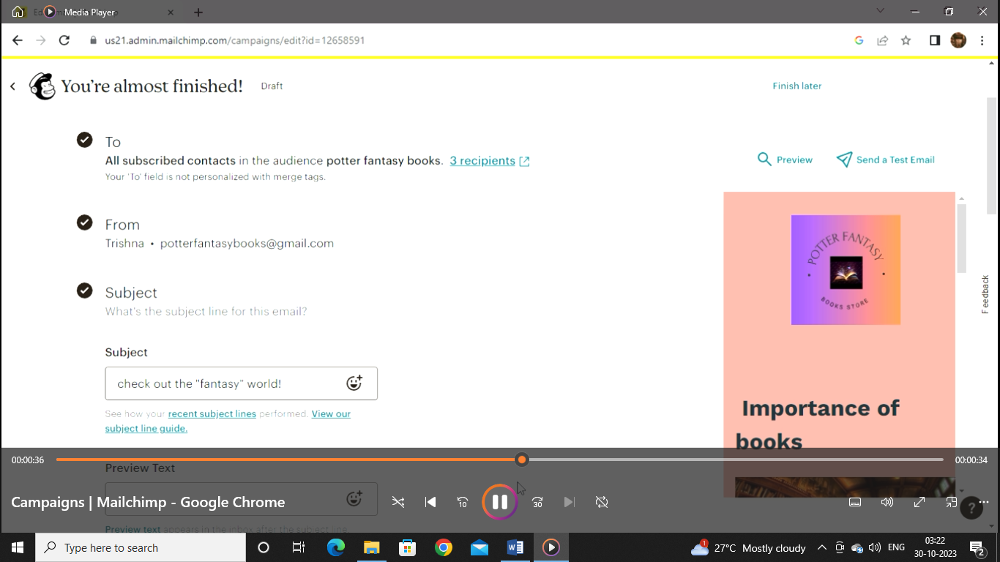 Media Player
us21.admin.mailchimp.com/campaigns/edit?id=12658591
You're almost finished!
Draft
Finish later
To
All subscribed contacts in the audience potter fantasy books. 3 recipients
Your 'To' field is not personalized with merge tags.
Preview
Send a Test Email
From
Trishna • potterfantasybooks@gmail.com
POTTER FANTASY
BOOKS STORE
Subject
What's the subject line for this email?
Feedback
Subject
check out the "fantasy" world!
See how your recent subject lines performed. View our
subject line guide.
Importance of
books
00:00:36
00:00:34
Preview Text
Campaigns | Mailchimp - Google Chrome
10
30
Preview text appears in the inbox after the subject line.
Type here to search
1
27°C Mostly cloudy
ENG
03:22
30-10-2023
2